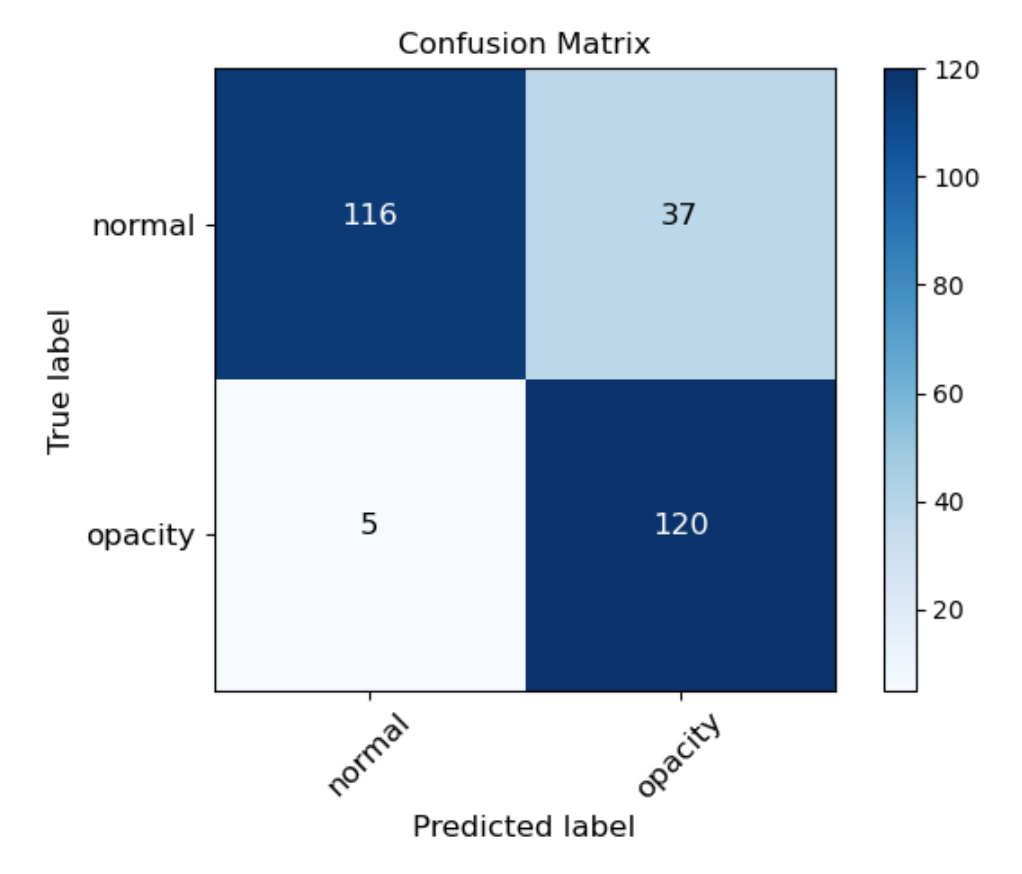 Confusion Matrix
True label
normal
opacity
116
37
5
120
normal
opacity
Predicted label
120
100
80
60
40
20